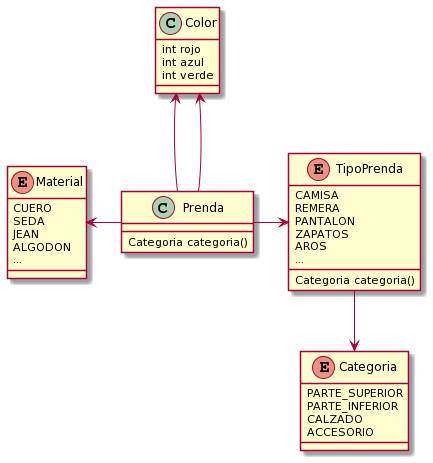 C Color
int rojo
int azul
int verde
E Material
CUERO
SEDA
JEAN
ALGODON
...
C Prenda
Categoria categoria()
E TipoPrenda
CAMISA
REMERA
PANTALON
ZAPATOS
AROS
...
Categoria categoria()
E Categoria
PARTE_SUPERIOR
PARTE_INFERIOR
CALZADO
ACCESORIO